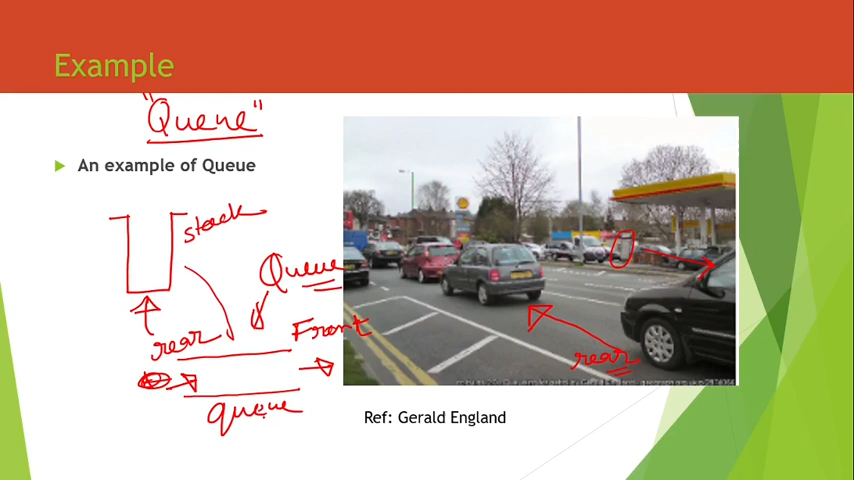 Example
"Queue"
An example of Queue
stack
Queue
rear
Front
rear
queue
Ref: Gerald England